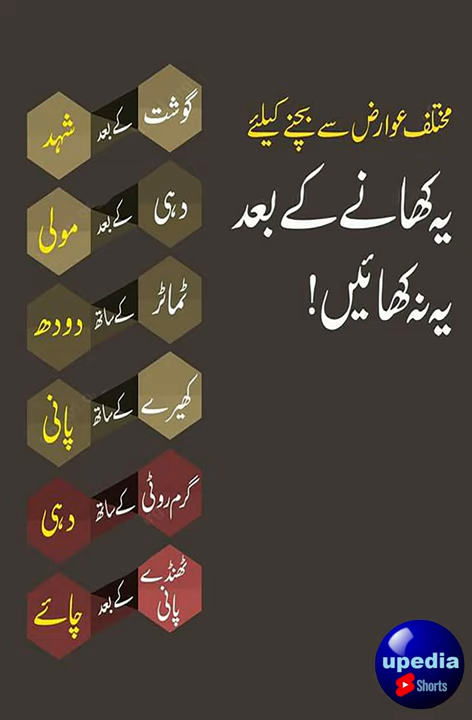 مختلف عوارض سے بچنے کیلئے
یہ کھانے کے بعد
یہ نہ کھائیں!
گوشت کے بعد شہد
دہی کے بعد مولی
ٹماٹر کے ساتھ دودھ
کھیرے کے ساتھ پانی
گرم روٹی کے ساتھ دہی
ٹھنڈے پانی کے بعد چائے
upedia
Shorts